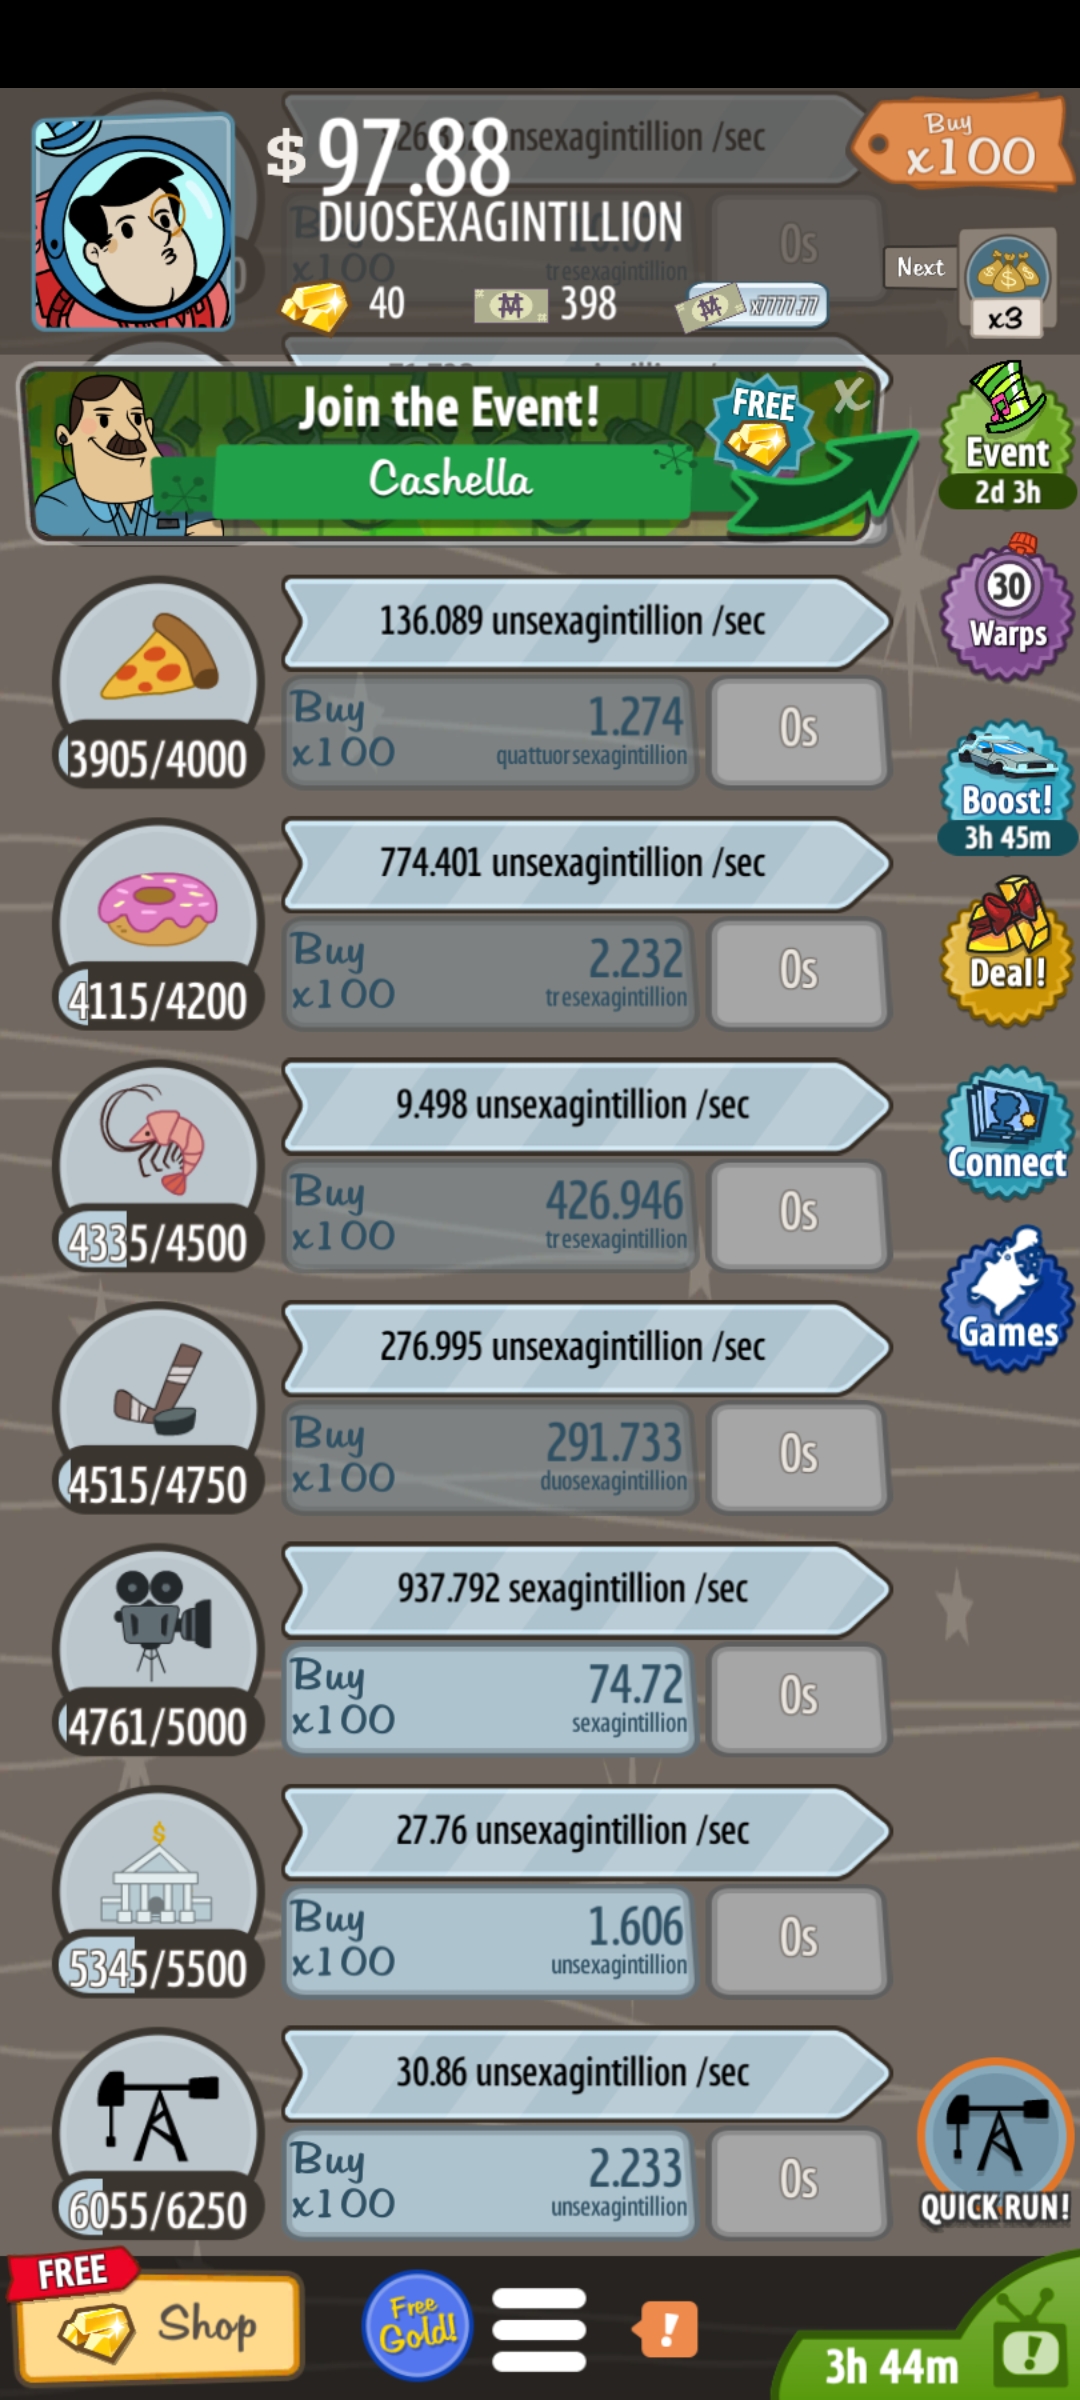 $ 97.88
DUOSEXAGINTILLION
unsexagintillion /sec
Buy
x100
tresexagintillion
0s
40
398
x7777.77
Buy
x100
Next
x3
Join the Event!
Cashella
FREE
X
Event
2d 3h
30
Warps
Boost!
3h 45m
Deal!
Connect
Games
136.089 unsexagintillion /sec
Buy
x100
1.274
quattuorsexagintillion
0s
3905/4000
774.401 unsexagintillion /sec
Buy
x100
2.232
tresexagintillion
0s
4115/4200
9.498 unsexagintillion /sec
Buy
x100
426.946
tresexagintillion
0s
4335/4500
276.995 unsexagintillion /sec
Buy
x100
291.733
duosexagintillion
0s
4515/4750
937.792 sexagintillion /sec
Buy
x100
74.72
sexagintillion
0s
4761/5000
$
27.76 unsexagintillion /sec
Buy
x100
1.606
unsexagintillion
0s
5345/5500
30.86 unsexagintillion /sec
Buy
x100
2.233
unsexagintillion
0s
6055/6250
QUICK RUN!
FREE
Shop
Free
Gold!
!
3h 44m
!